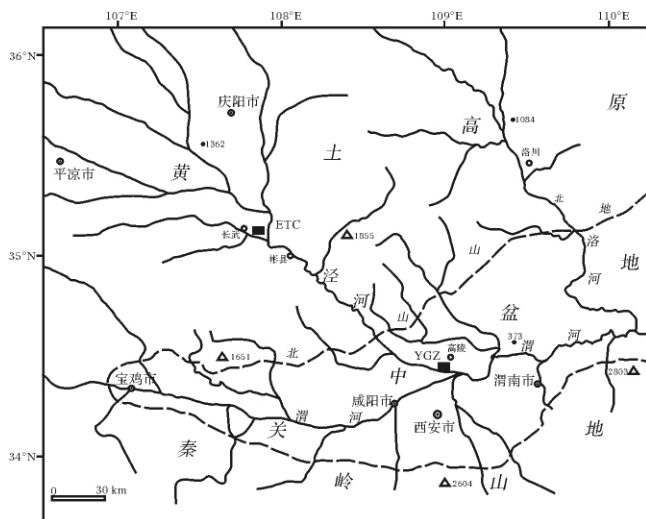 107°E 108°E 109°E 110°E
36°N
庆阳市
1084
原
高
1362
洛川
土
平凉市
黄
北
地
ETC
长武
1855
山
洛
35°N
彬县
泾
河
地
河
盆
山
373
渭
河
高陵
YGZ
1651
北
中
2803
宝鸡市
渭南市
咸阳市
渭
河
关
西安市
地
秦
34°N
岭
山
2604
0 30 km